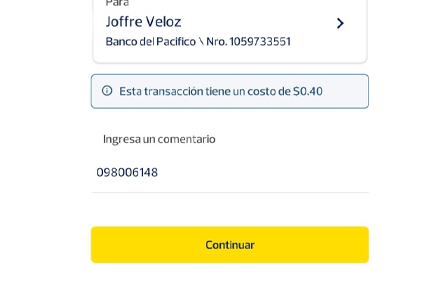 Para
Joffre Veloz
Banco del Pacifico \ Nro. 1059733551
Esta transacción tiene un costo de $0.40
Ingresa un comentario
098006148
Continuar